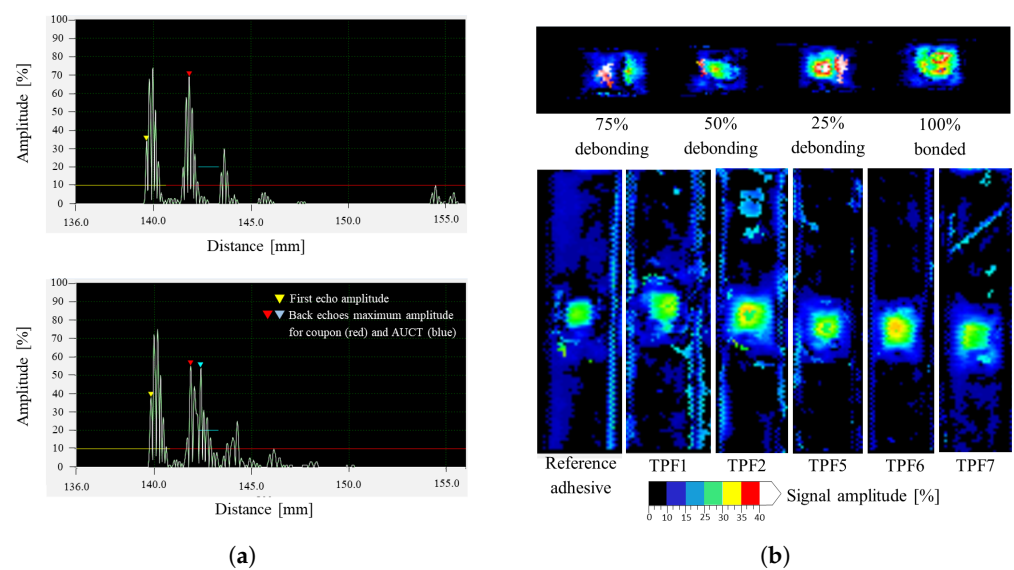 100
90
80
70
60
50
40
30
20
10
0
Amplitude [%]
136.0 140.0 145.0 150.0 155.0
Distance [mm]
100
90
80
70
60
50
40
30
20
10
0
Amplitude [%]
First echo amplitude
Back echoes maximum amplitude
for coupon (red) and AUCT (blue)
136.0 140.0 145.0 150.0 155.0
Distance [mm]
(a)
75% 50% 25% 100%
debonding debonding debonding bonded
Reference TPF1 TPF2 TPF5 TPF6 TPF7
adhesive
Signal amplitude [%]
0 10 15 25 30 35 40
(b)